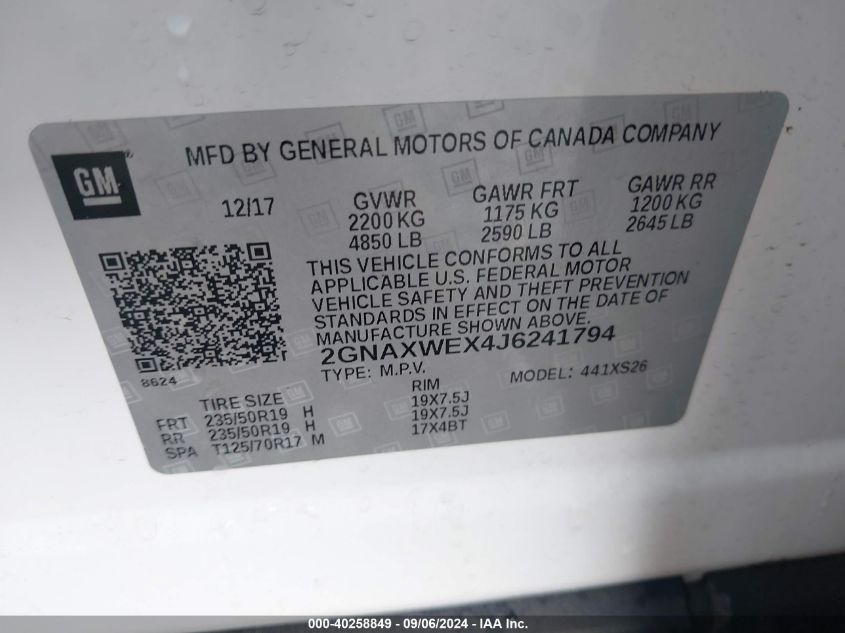 MFD BY GENERAL MOTORS OF CANADA COMPANY
GM
12/17 GVWR GAWR FRT GAWR RR
2200 KG 1175 KG 1200 KG
4850 LB 2590 LB 2645 LB
THIS VEHICLE CONFORMS TO ALL
APPLICABLE U.S. FEDERAL MOTOR
VEHICLE SAFETY AND THEFT PREVENTION
STANDARDS IN EFFECT ON THE DATE OF
MANUFACTURE SHOWN ABOVE.
2GNAXWEX4J6241794
8624
TYPE: M.P.V. MODEL: 441XS26
TIRE SIZE RIM
FRT 235/50R19 H 19X7.5J
RR 235/50R19 H 19X7.5J
SPA T125/70R17 M 17X4BT
000-40258849 - 09/06/2024 - IAA Inc.